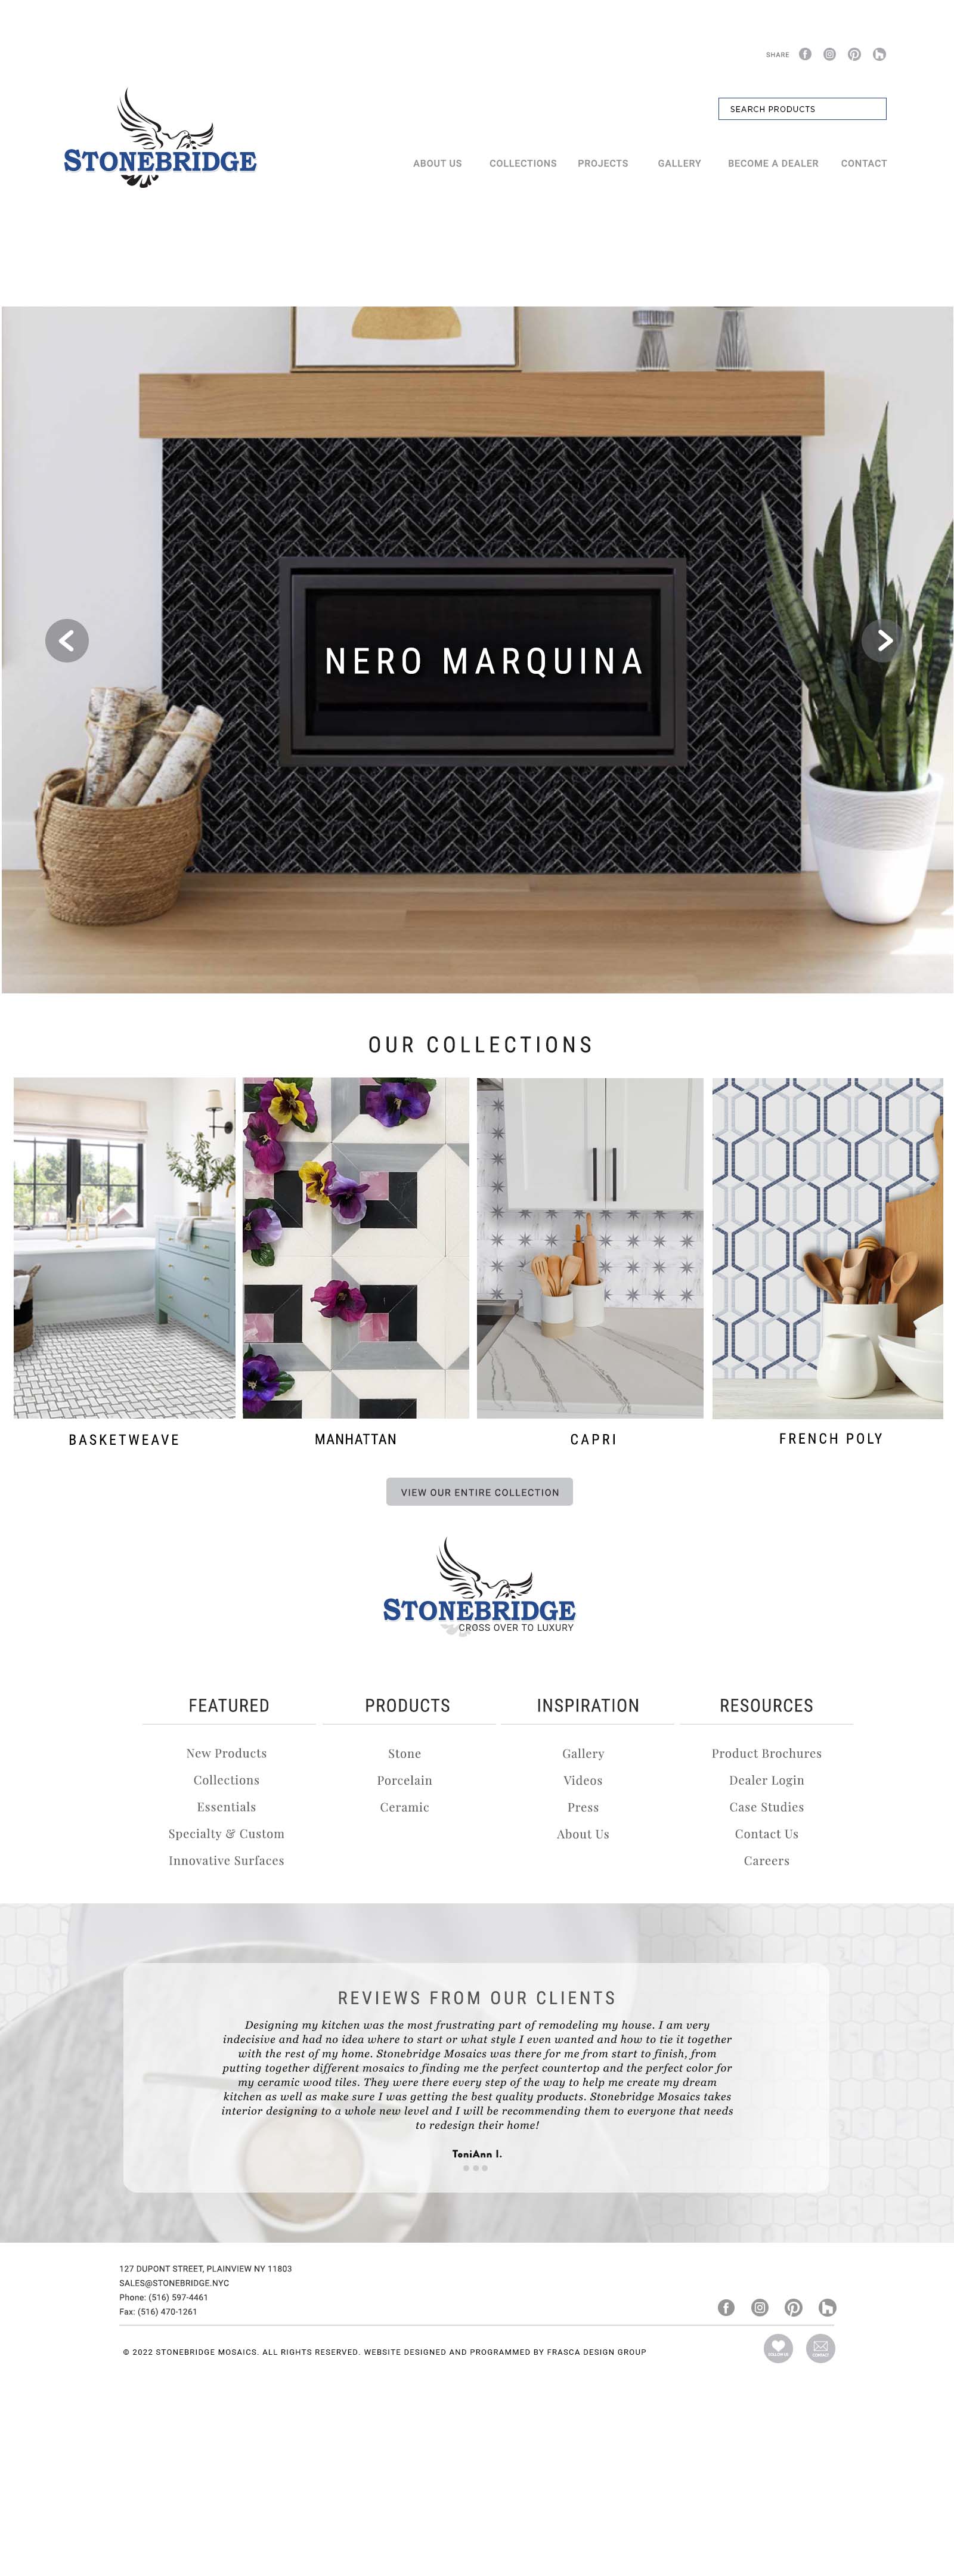 SHARE
STONEBRIDGE
SEARCH PRODUCTS
ABOUT US COLLECTIONS PROJECTS GALLERY BECOME A DEALER CONTACT
NERO MARQUINA
OUR COLLECTIONS
BASKETWEAVE MANHATTAN CAPRI FRENCH POLY
VIEW OUR ENTIRE COLLECTION
STONEBRIDGE
CROSS OVER TO LUXURY
FEATURED PRODUCTS INSPIRATION RESOURCES
New Products Stone Gallery Product Brochures
Collections Porcelain Videos Dealer Login
Essentials Ceramic Press Case Studies
Specialty & Custom About Us Contact Us
Innovative Surfaces Careers
REVIEWS FROM OUR CLIENTS
Designing my kitchen was the most frustrating part of remodeling my house. I am very
indecisive and had no idea where to start or what style I even wanted and how to tie it together
with the rest of my home. Stonebridge Mosaics was there for me from start to finish, from
putting together different mosaics to finding me the perfect countertop and the perfect color for
my ceramic wood tiles. They were there every step of the way to help me create my dream
kitchen as well as make sure I was getting the best quality products. Stonebridge Mosaics takes
interior designing to a whole new level and I will be recommending them to everyone that needs
to redesign their home!
ToniAnn I.
127 DUPONT STREET, PLAINVIEW NY 11803
SALES@STONEBRIDGE.NYC
Phone: (516) 597-4461
Fax: (516) 470-1261
© 2022 STONEBRIDGE MOSAICS. ALL RIGHTS RESERVED. WEBSITE DESIGNED AND PROGRAMMED BY FRASCA DESIGN GROUP
FOLLOW US CONTACT